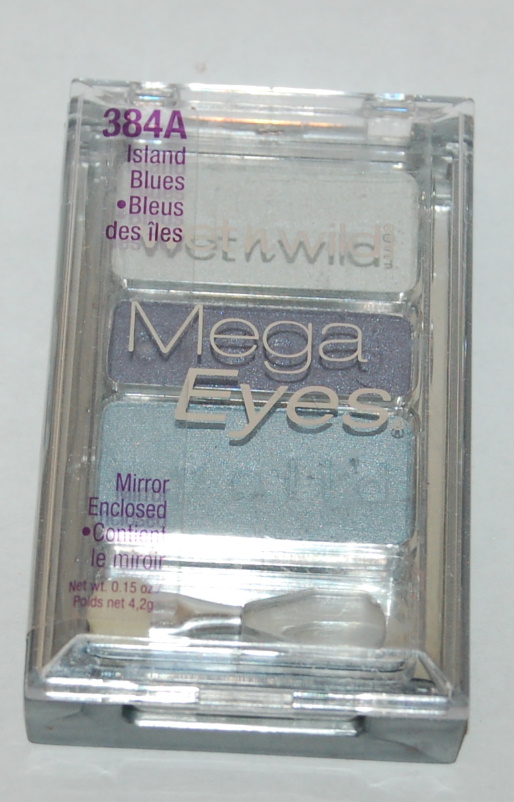 384A
Island
Blues
•Bleus
des îles
wet n wild
Mega
Eyes®
Mirror
Enclosed
•Contient
le miroir
Net wt. 0.15 oz.
Poids net 4,2g